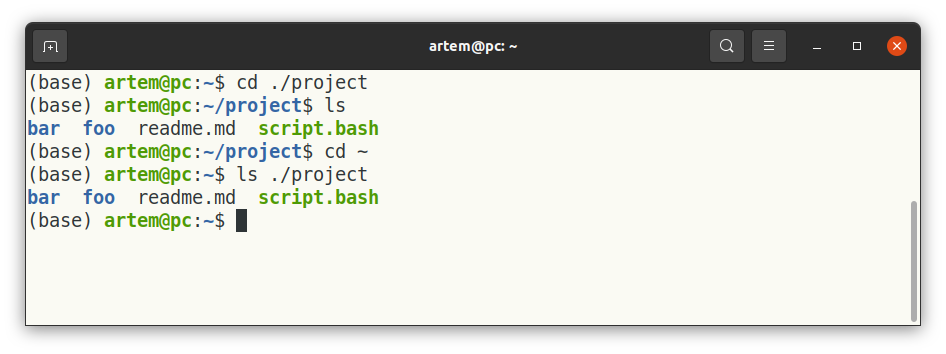 artem@pc: ~
(base) artem@pc:~$ cd ./project
(base) artem@pc:~/project$ ls
bar  foo  readme.md  script.bash
(base) artem@pc:~/project$ cd ~
(base) artem@pc:~$ ls ./project
bar  foo  readme.md  script.bash
(base) artem@pc:~$